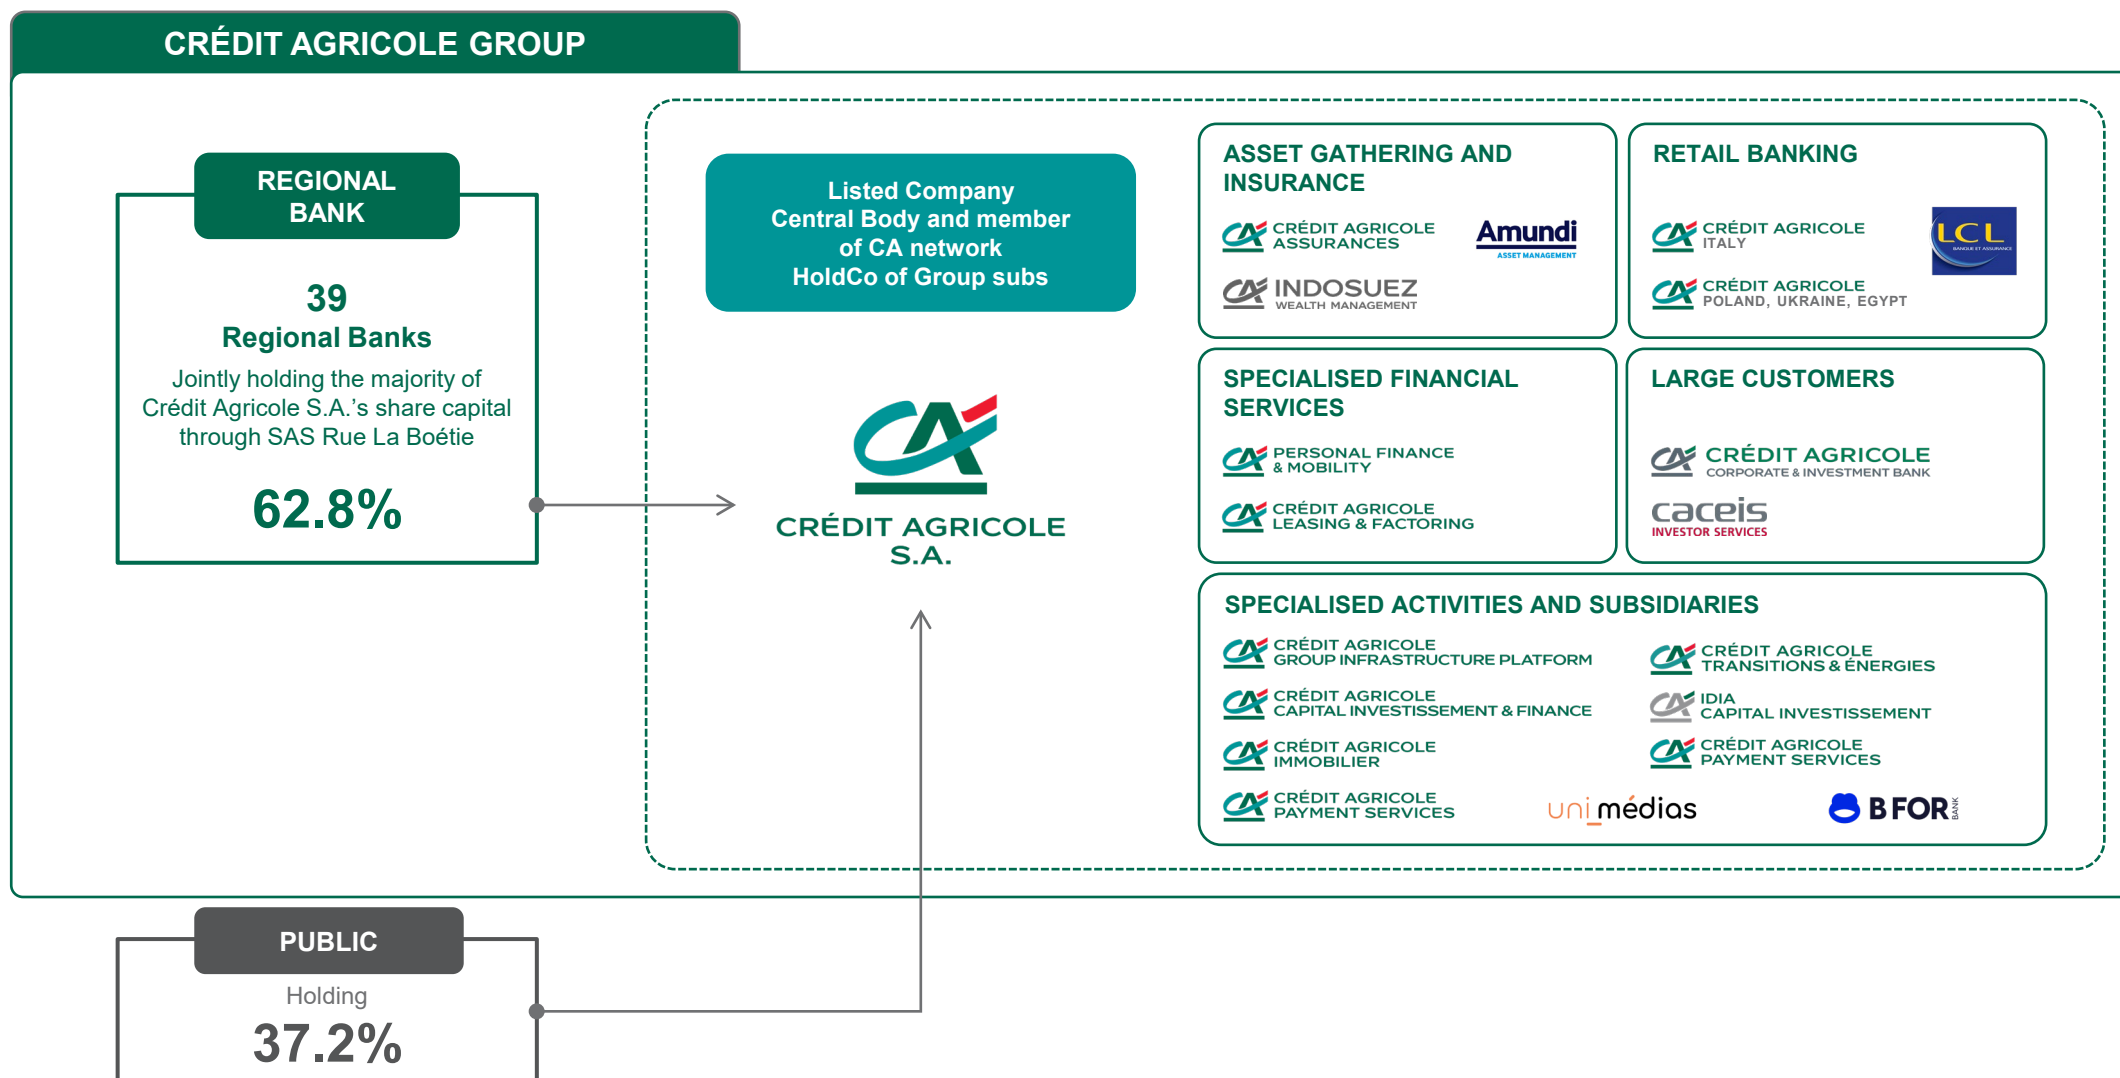 CRÉDIT AGRICOLE GROUP
REGIONAL
BANK
39
Regional Banks
Jointly holding the majority of
Crédit Agricole S.A.’s share capital
through SAS Rue La Boétie
62.8%
Listed Company
Central Body and member
of CA network
HoldCo of Group subs
CRÉDIT AGRICOLE
S.A.
ASSET GATHERING AND
INSURANCE
CRÉDIT AGRICOLE
ASSURANCES
Amundi
ASSET MANAGEMENT
INDOSUEZ
WEALTH MANAGEMENT
RETAIL BANKING
CRÉDIT AGRICOLE
ITALY
LCL
BANQUE ET ASSURANCE
CRÉDIT AGRICOLE
POLAND, UKRAINE, EGYPT
SPECIALISED FINANCIAL
SERVICES
PERSONAL FINANCE
& MOBILITY
CRÉDIT AGRICOLE
LEASING & FACTORING
LARGE CUSTOMERS
CRÉDIT AGRICOLE
CORPORATE & INVESTMENT BANK
caceis
INVESTOR SERVICES
SPECIALISED ACTIVITIES AND SUBSIDIARIES
CRÉDIT AGRICOLE
GROUP INFRASTRUCTURE PLATFORM
CRÉDIT AGRICOLE
TRANSITIONS & ÉNERGIES
CRÉDIT AGRICOLE
CAPITAL INVESTISSEMENT & FINANCE
IDIA
CAPITAL INVESTISSEMENT
CRÉDIT AGRICOLE
IMMOBILIER
CRÉDIT AGRICOLE
PAYMENT SERVICES
CRÉDIT AGRICOLE
PAYMENT SERVICES
uni_médias
B FOR BANK
PUBLIC
Holding
37.2%